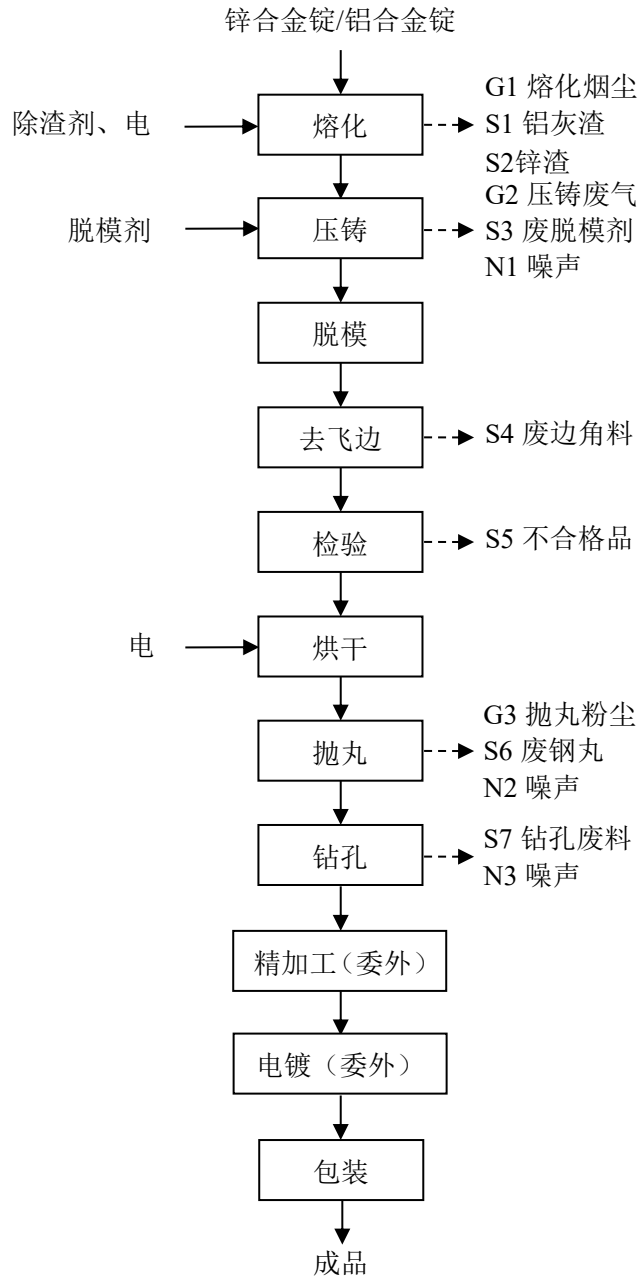 锌合金锭/铝合金锭
G1 熔化烟尘
除渣剂、电
熔化
S1 铝灰渣
S2锌渣
G2 压铸废气
脱模剂
压铸
S3 废脱模剂
N1 噪声
脱模
去飞边
S4 废边角料
检验
S5 不合格品
电
烘干
G3 抛丸粉尘
抛丸
S6 废钢丸
N2 噪声
S7 钻孔废料
钻孔
N3 噪声
精加工（委外）
电镀（委外）
包装
成品